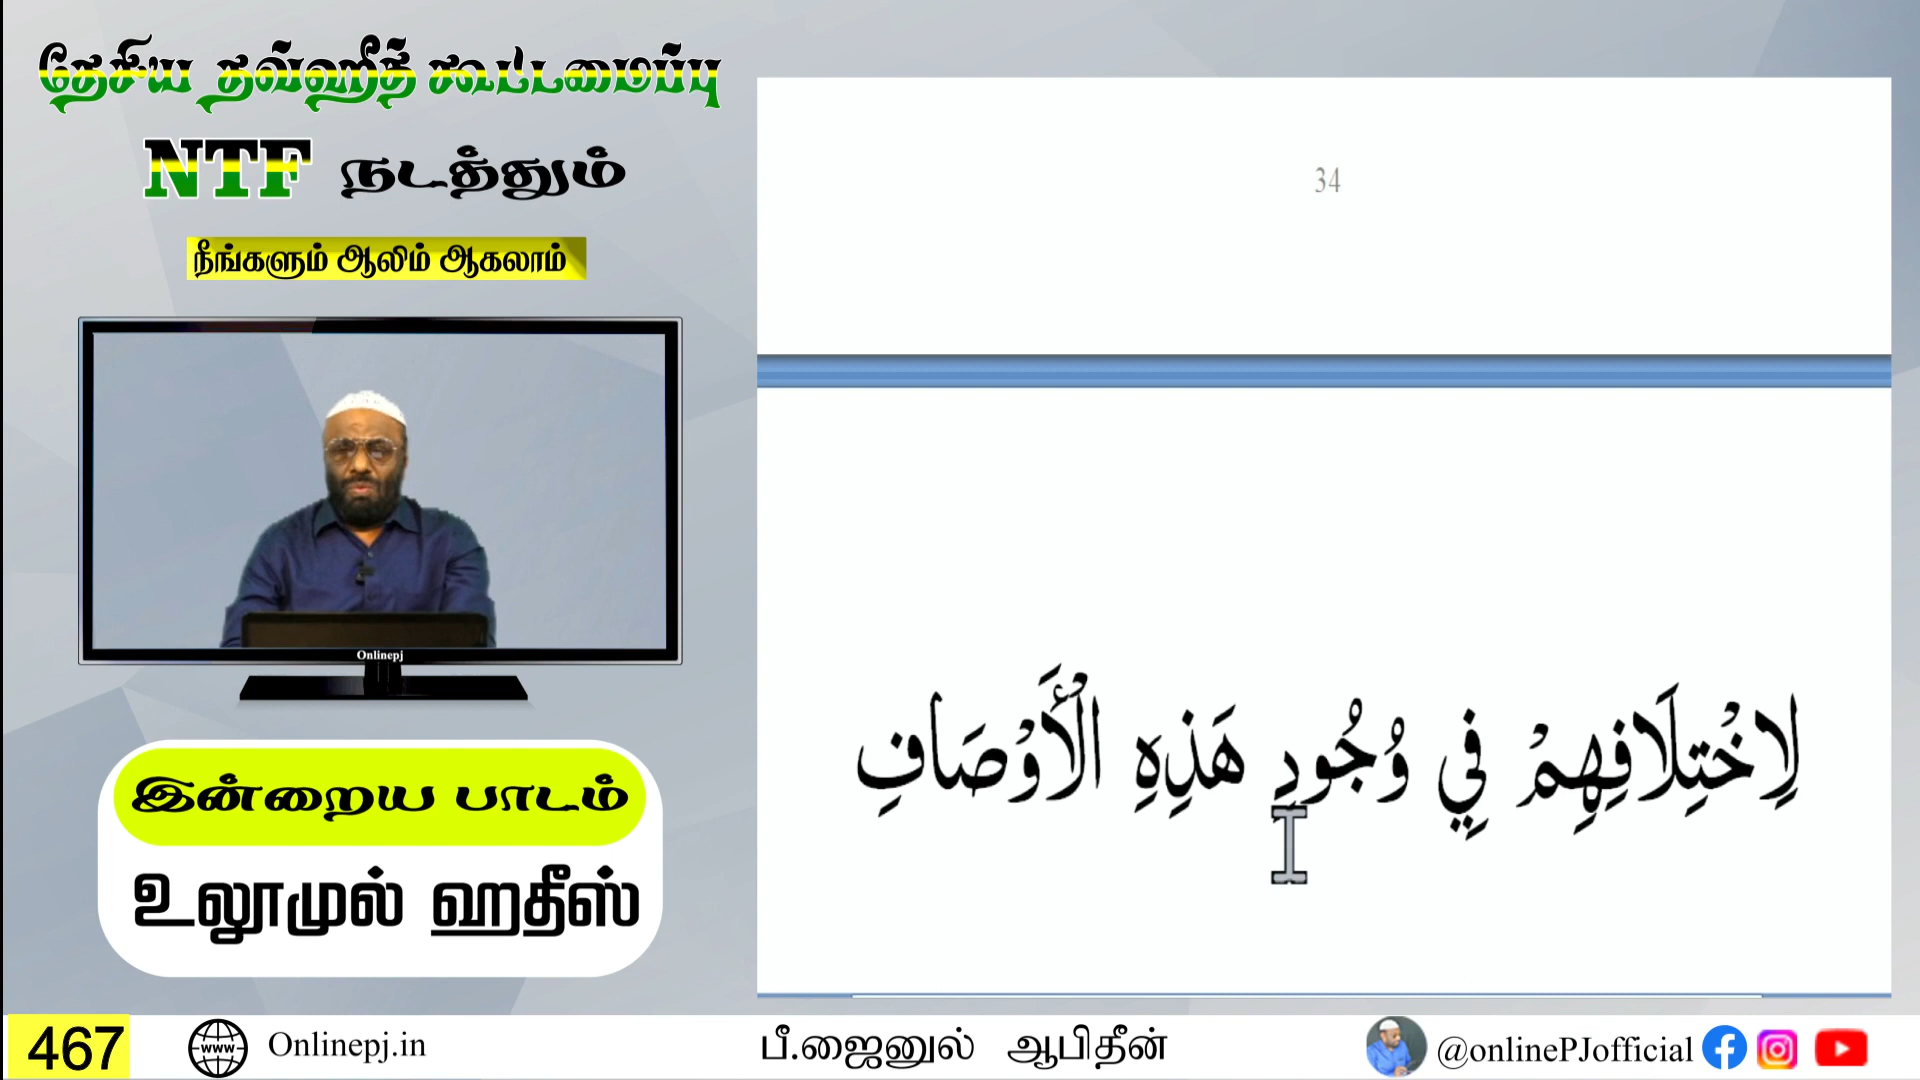 தேசிய தவ்ஹீத் கூட்டமைப்பு
NTF நடத்தும்
நீங்களும் ஆலிம் ஆகலாம்
Onlinepj
இன்றைய பாடம்
உலூமுல் ஹதீஸ்
34
لِاخْتِلَافِهِمْ فِي وُجُودِ هَذِهِ الْأَوْصَافِ
467
www
Onlinepj.in
பீ.ஜைனுல் ஆபிதீன்
@onlinePJofficial